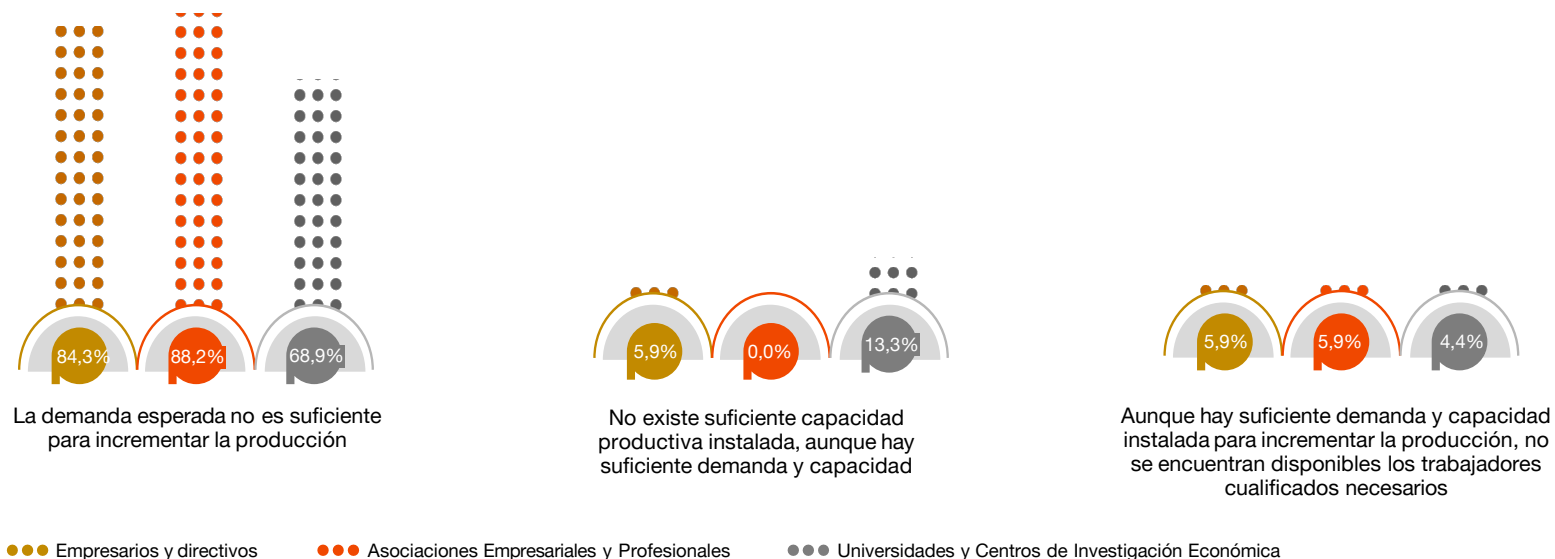 84,3%
88,2%
68,9%
La demanda esperada no es suficiente
para incrementar la producción
5,9%
0,0%
13,3%
No existe suficiente capacidad
productiva instalada, aunque hay
suficiente demanda y capacidad
5,9%
5,9%
4,4%
Aunque hay suficiente demanda y capacidad
instalada para incrementar la producción, no
se encuentran disponibles los trabajadores
cualificados necesarios
Empresarios y directivos
Asociaciones Empresariales y Profesionales
Universidades y Centros de Investigación Económica